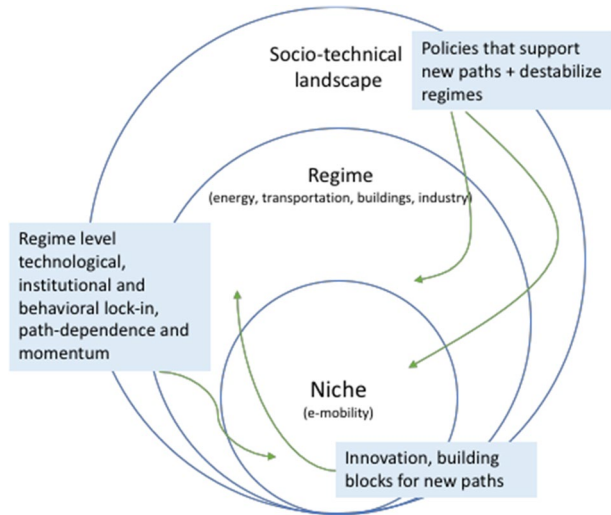 Socio-technical
landscape
Policies that support
new paths + destabilize
regimes
Regime
(energy, transportation, buildings, industry)
Regime level
technological,
institutional and
behavioral lock-in,
path-dependence and
momentum
Niche
(e-mobility)
Innovation, building
blocks for new paths